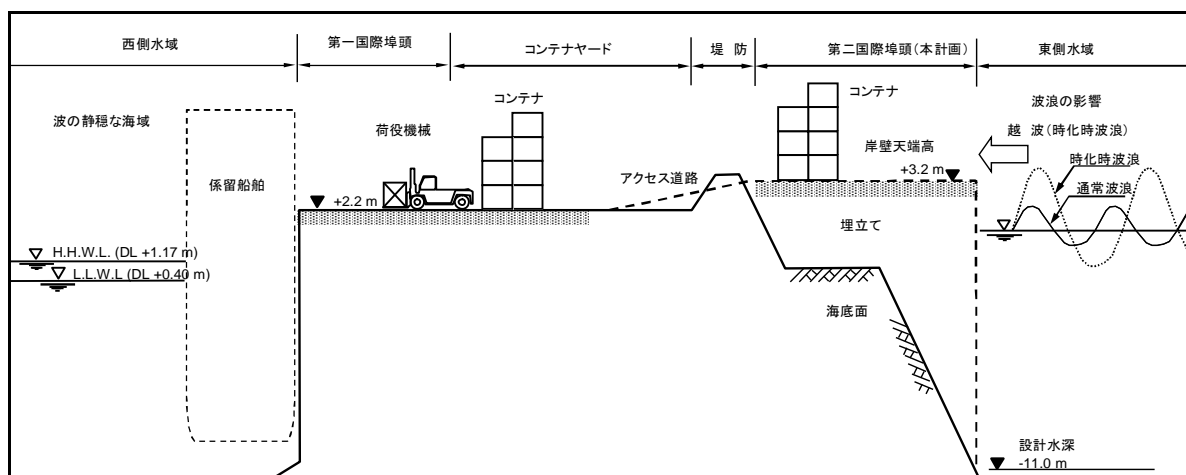 西側水域
第一国際埠頭
コンテナヤード
堤 防
第二国際埠頭(本計画)
東側水域
波の静穏な海域
係留船舶
荷役機械
コンテナ
コンテナ
波浪の影響
越 波(時化時波浪)
岸壁天端高
+3.2 m
時化時波浪
通常波浪
アクセス道路
+2.2 m
埋立て
H.H.W.L. (DL +1.17 m)
L.L.W.L (DL +0.40 m)
海底面
設計水深
-11.0 m